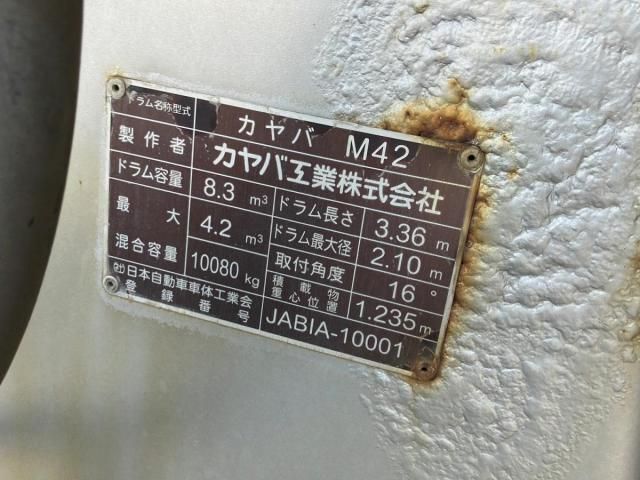 ドラム名称型式 カヤバ M42
製作者 カヤバ工業株式会社
ドラム容量 8.3 m³ ドラム長さ 3.36 m
最大 4.2 m³ ドラム最大径 2.10 m
混合容量 10080 kg 取付角度 16°
積載物
重心位置 1.235 m
㈳日本自動車車体工業会
登録番号 JABIA-10001